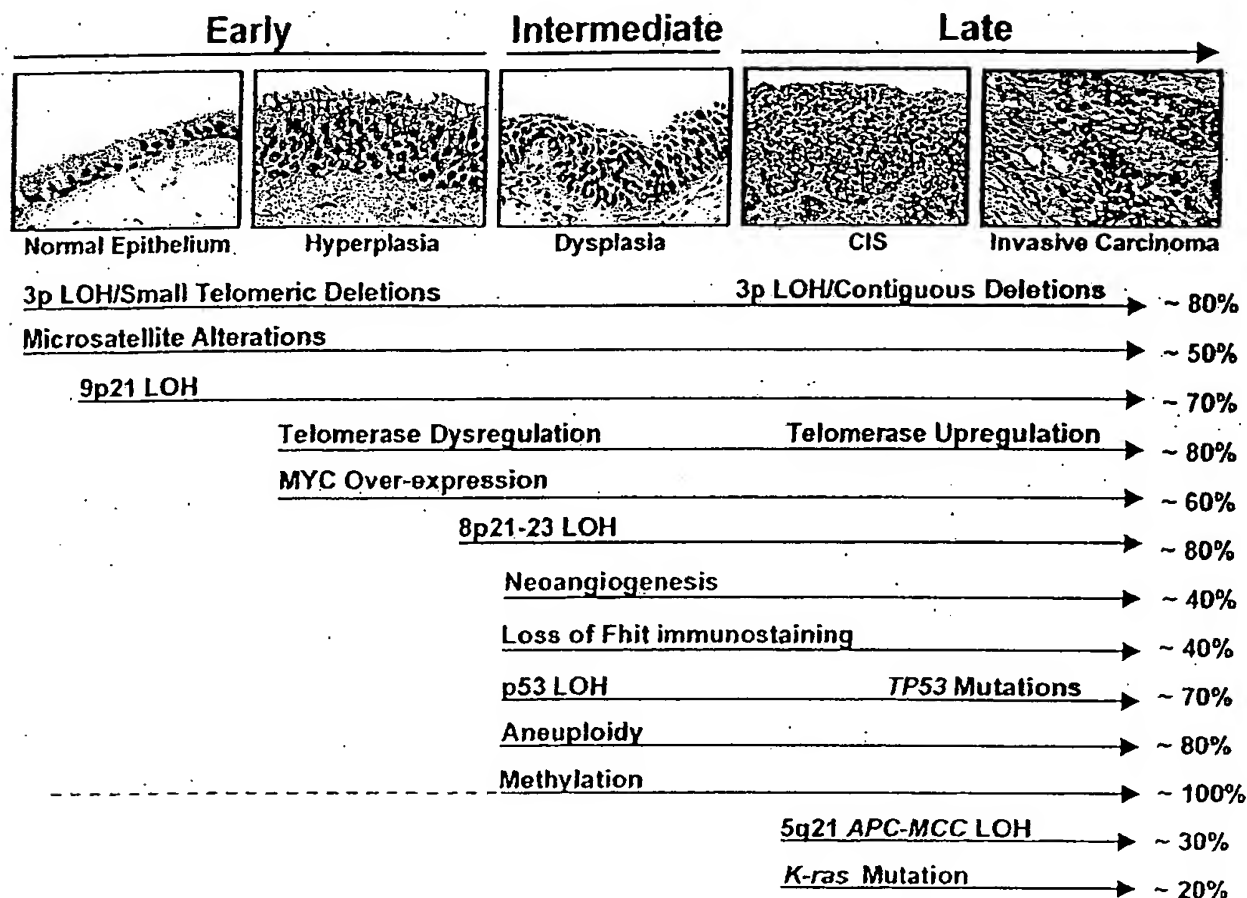 Early Intermediate Late
Normal Epithelium Hyperplasia Dysplasia CIS Invasive Carcinoma
3p LOH/Small Telomeric Deletions 3p LOH/Contiguous Deletions ~ 80%
Microsatellite Alterations ~ 50%
9p21 LOH ~ 70%
Telomerase Dysregulation Telomerase Upregulation ~ 80%
MYC Over-expression ~ 60%
8p21-23 LOH ~ 80%
Neoangiogenesis ~ 40%
Loss of Fhit immunostaining ~ 40%
p53 LOH TP53 Mutations ~ 70%
Aneuploidy ~ 80%
Methylation ~ 100%
5q21 APC-MCC LOH ~ 30%
K-ras Mutation ~ 20%